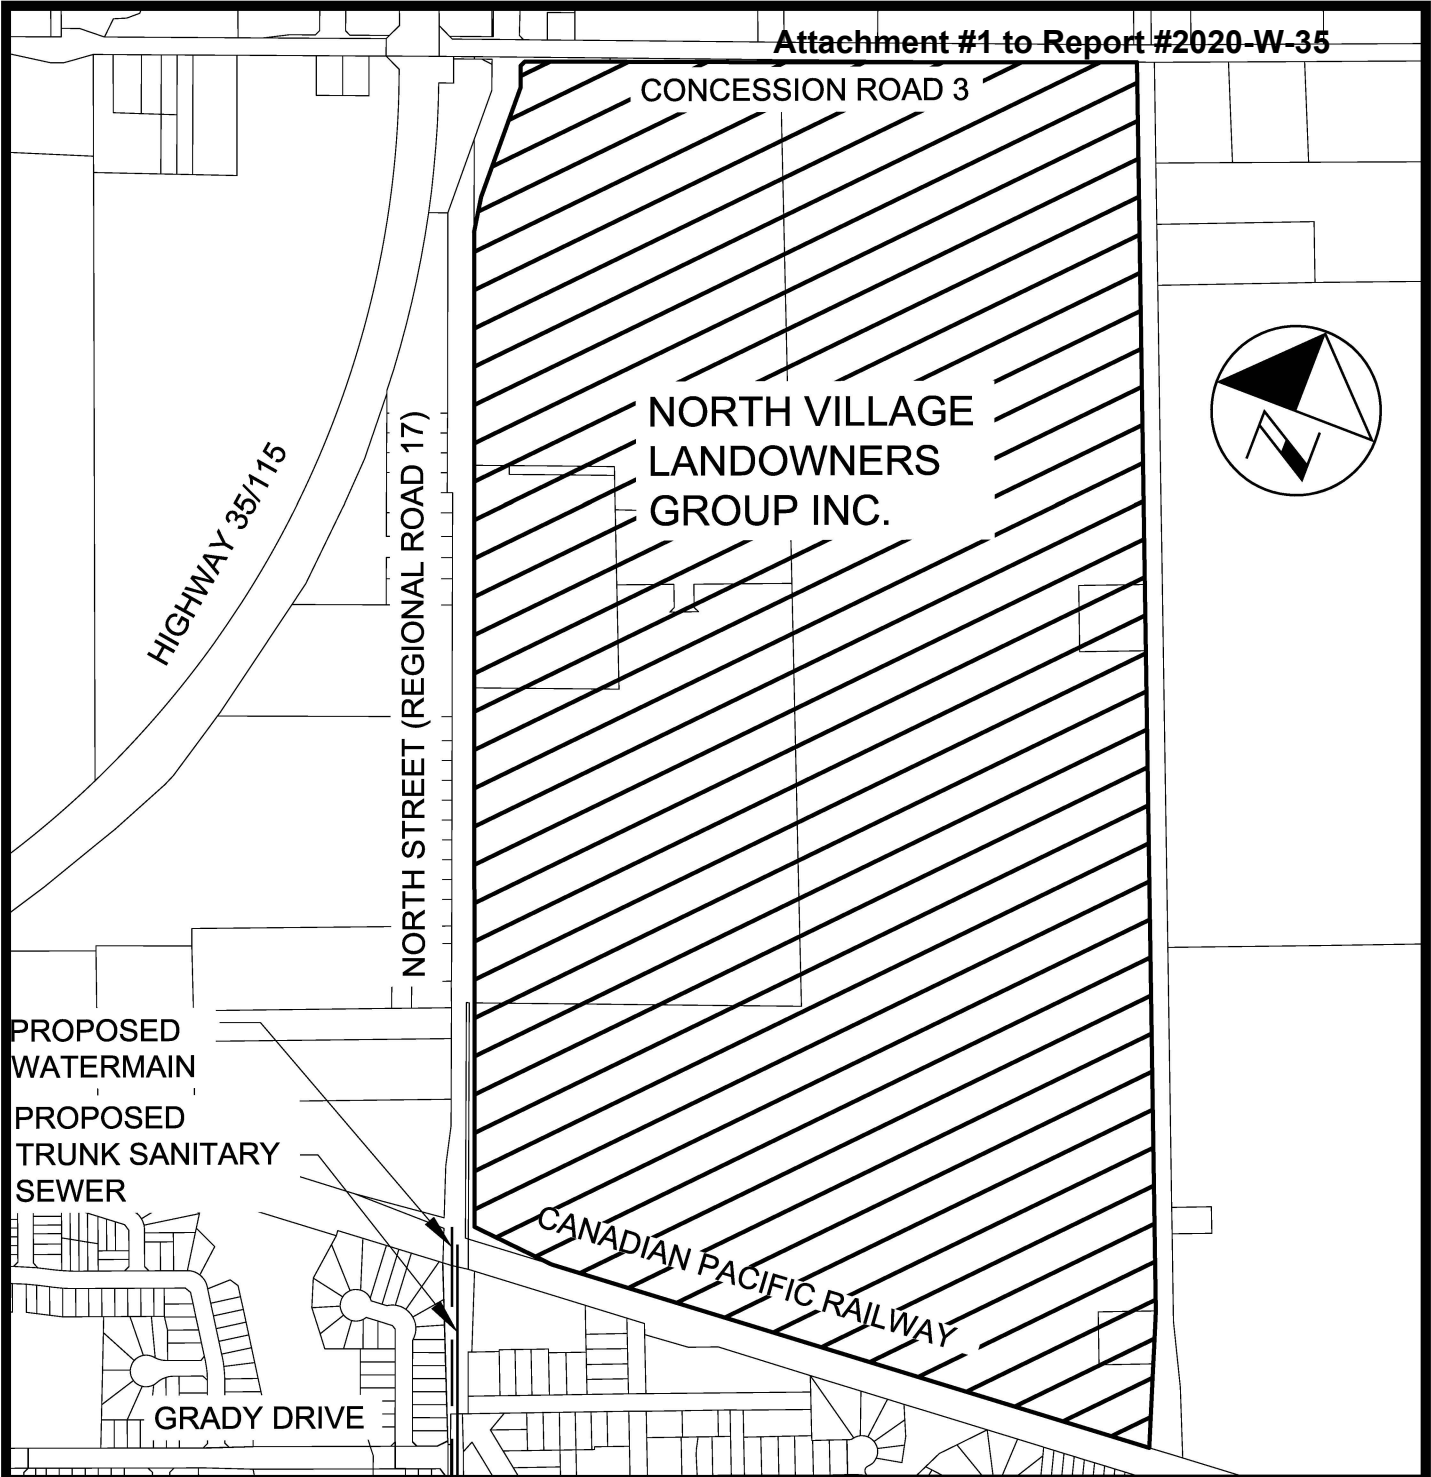 Attachment #1 to Report #2020-W-35
CONCESSION ROAD 3
NORTH VILLAGE
LANDOWNERS
GROUP INC.
N
HIGHWAY 35/115
NORTH STREET (REGIONAL ROAD 17)
PROPOSED
WATERMAIN
PROPOSED
TRUNK SANITARY
SEWER
CANADIAN PACIFIC RAILWAY
GRADY DRIVE